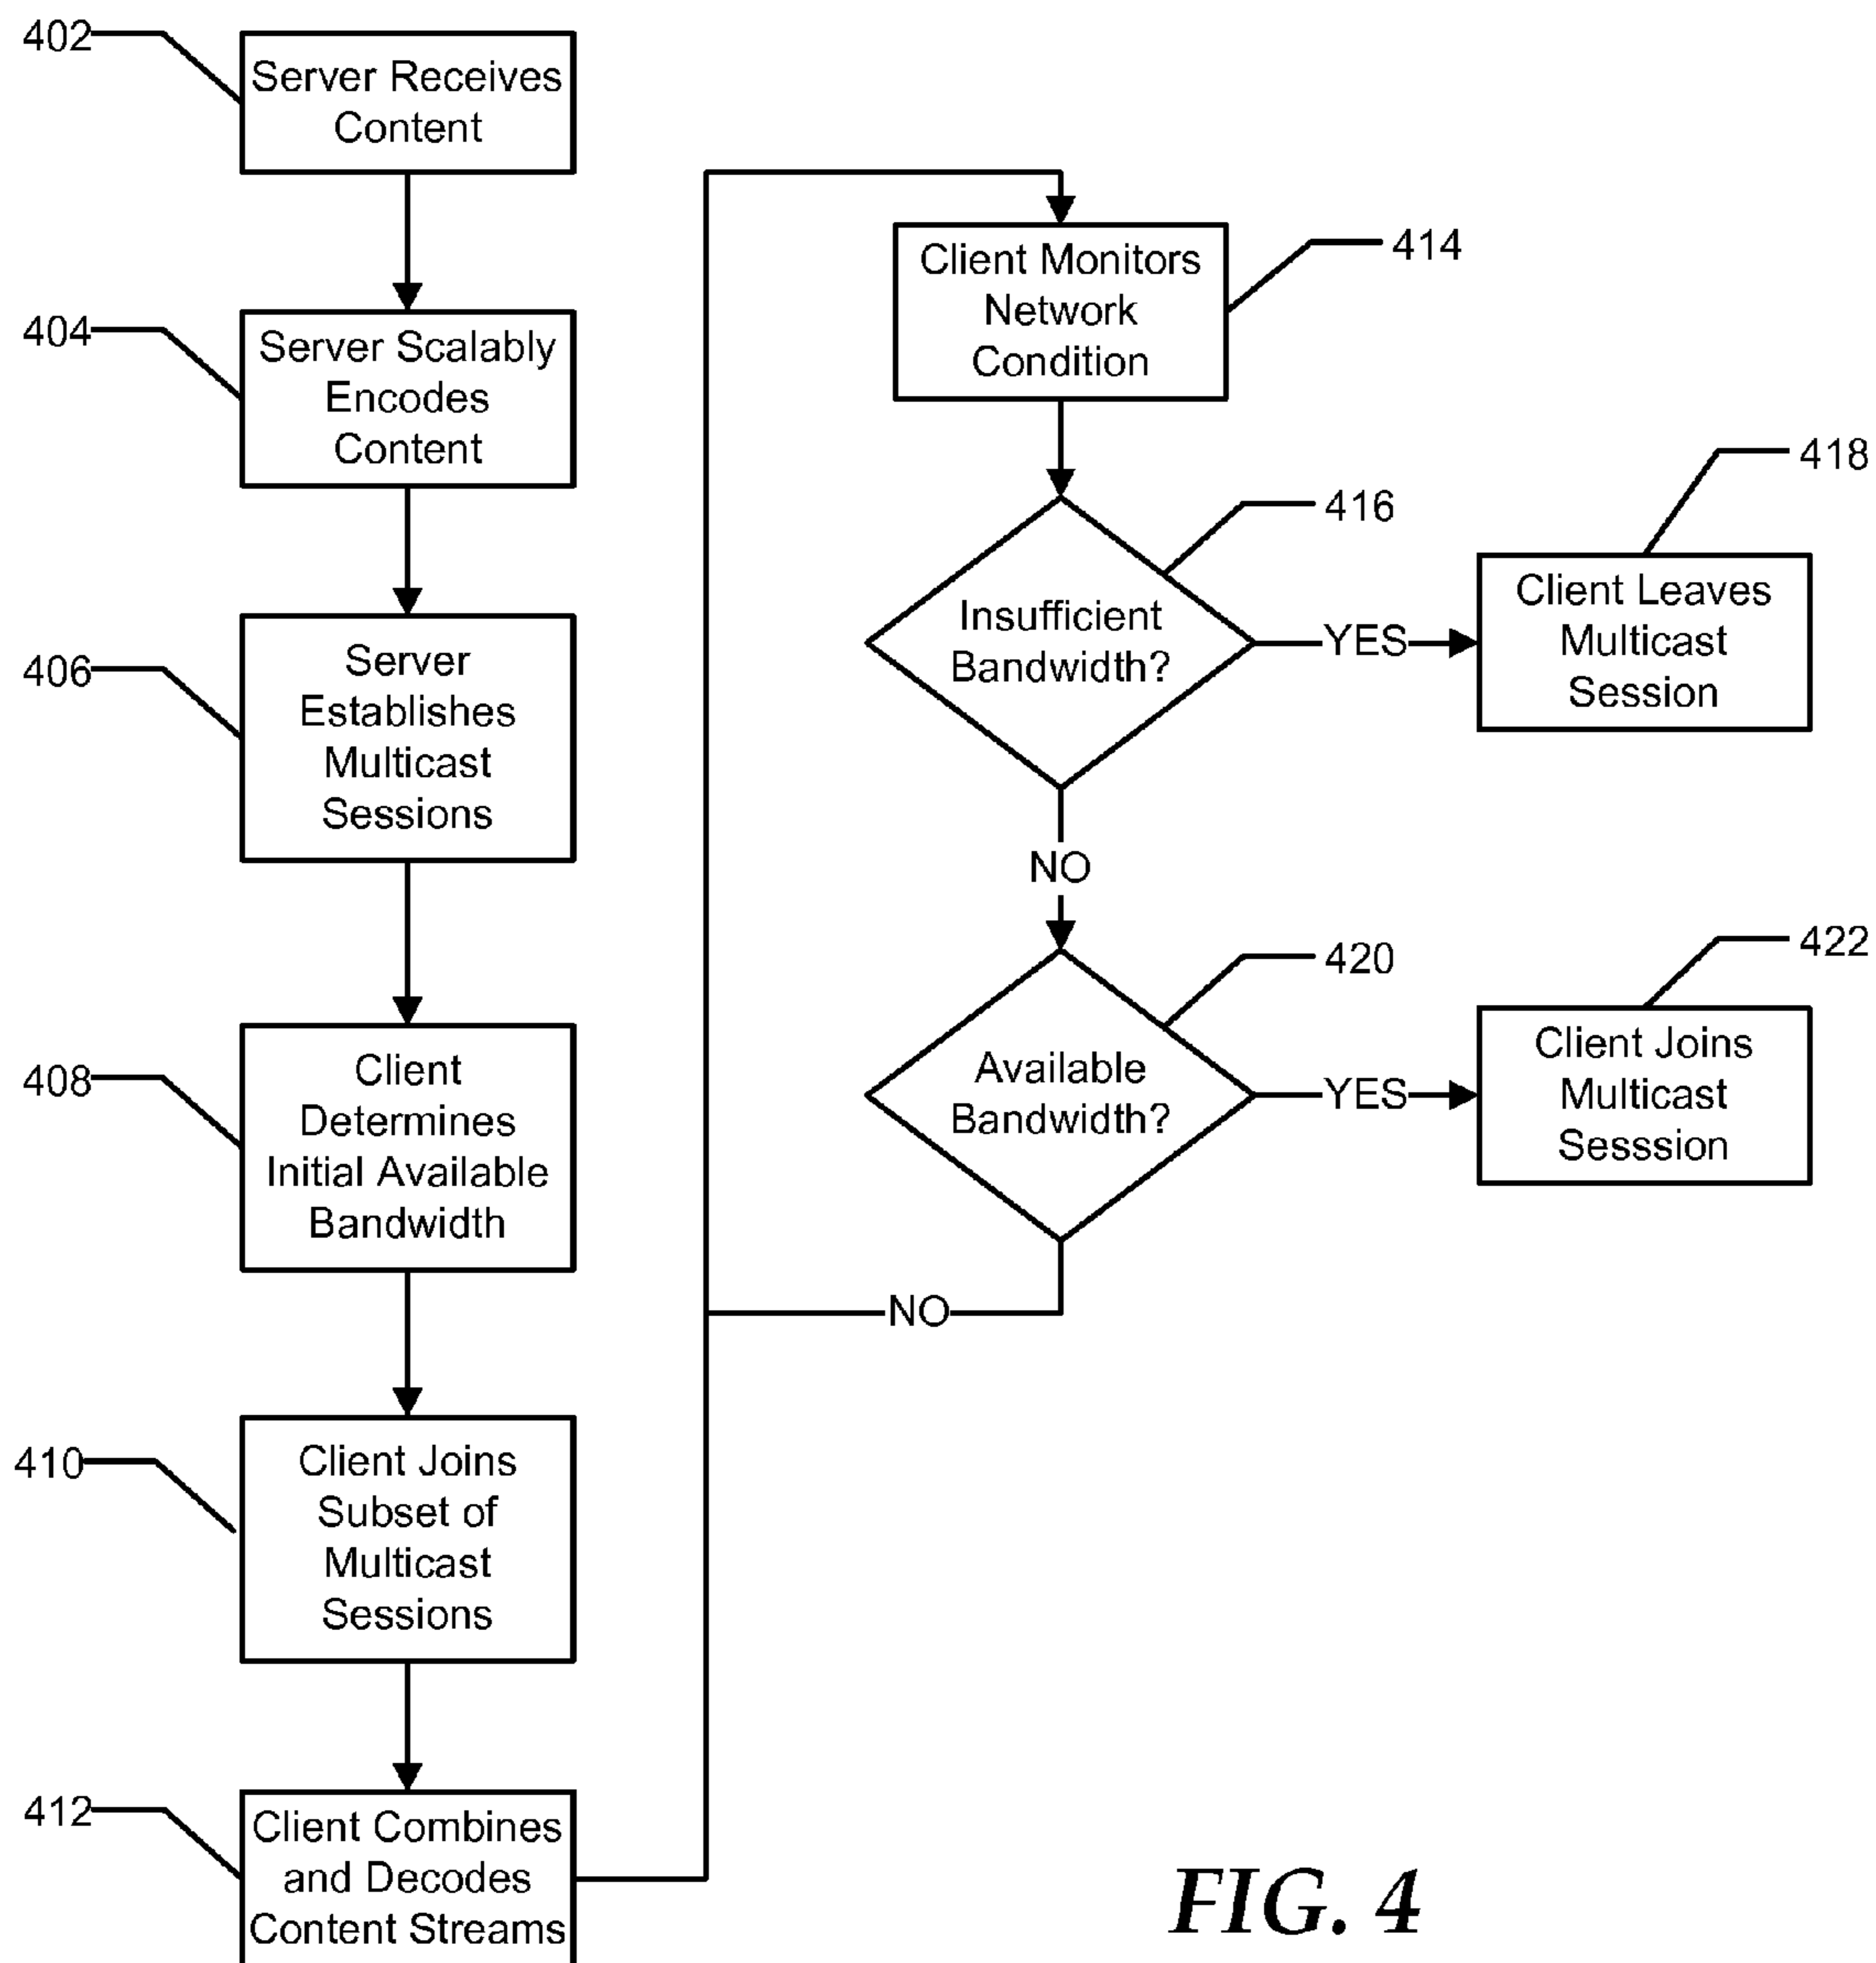 402
Server Receives
Content
404
Server Scalably
Encodes
Content
406
Server
Establishes
Multicast
Sessions
408
Client
Determines
Initial Available
Bandwidth
410
Client Joins
Subset of
Multicast
Sessions
412
Client Combines
and Decodes
Content Streams
414
Client Monitors
Network
Condition
416
Insufficient
Bandwidth?
YES
418
Client Leaves
Multicast
Session
NO
420
Available
Bandwidth?
YES
422
Client Joins
Multicast
Sesssion
NO
FIG. 4